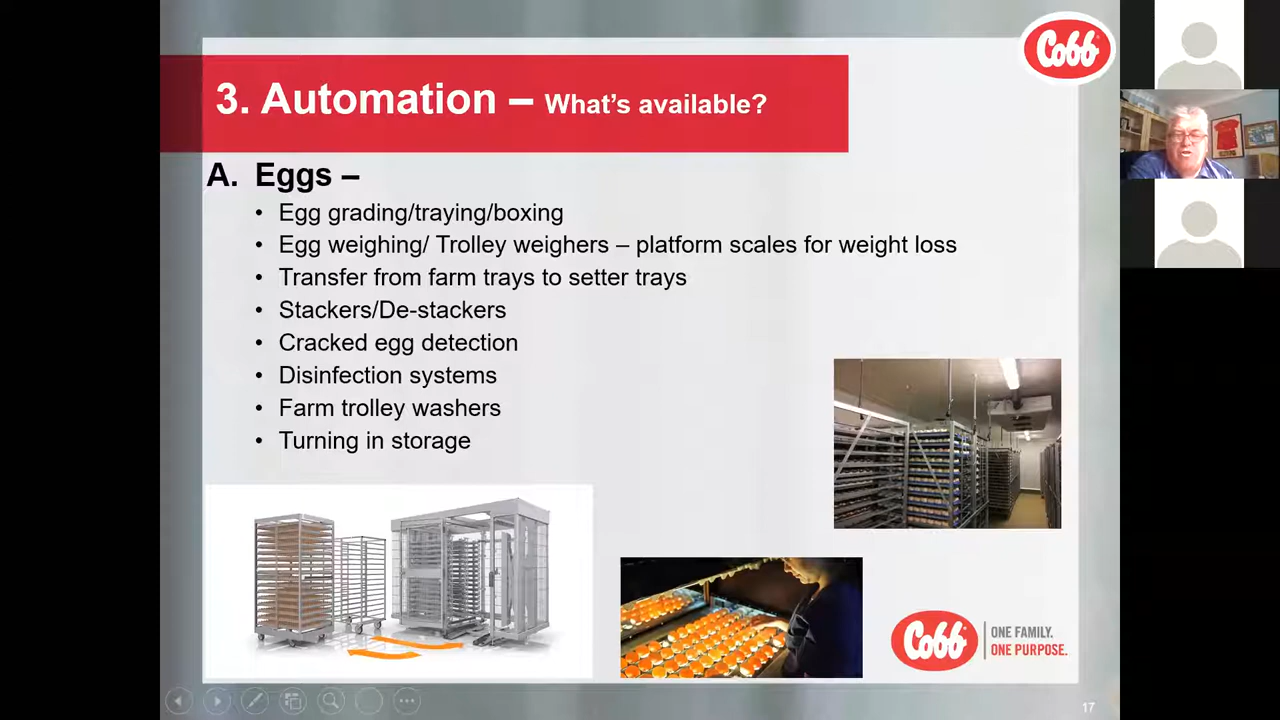 Cobb
3. Automation – What's available?
A. Eggs –
• Egg grading/traying/boxing
• Egg weighing/ Trolley weighers – platform scales for weight loss
• Transfer from farm trays to setter trays
• Stackers/De-stackers
• Cracked egg detection
• Disinfection systems
• Farm trolley washers
• Turning in storage
Cobb
ONE FAMILY.
ONE PURPOSE.
17